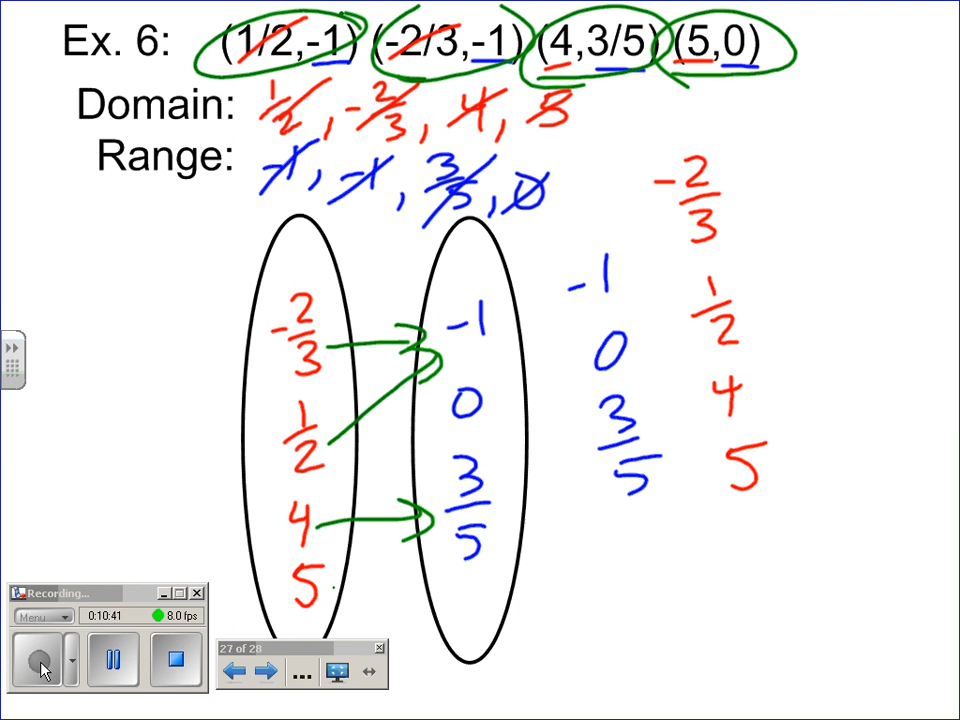 Ex. 6: (1/2,-1) (-2/3,-1) (4,3/5) (5,0)
Domain: 1/2, -2/3, 4, 5
Range: -1, -1, 3/5, 0
-2/3
1/2
4
5
-1
0
3/5
-1
0
3/5
-2/3
1/2
4
5
Recording...
Menu 0:10:41 8.0 fps
27 of 28
...